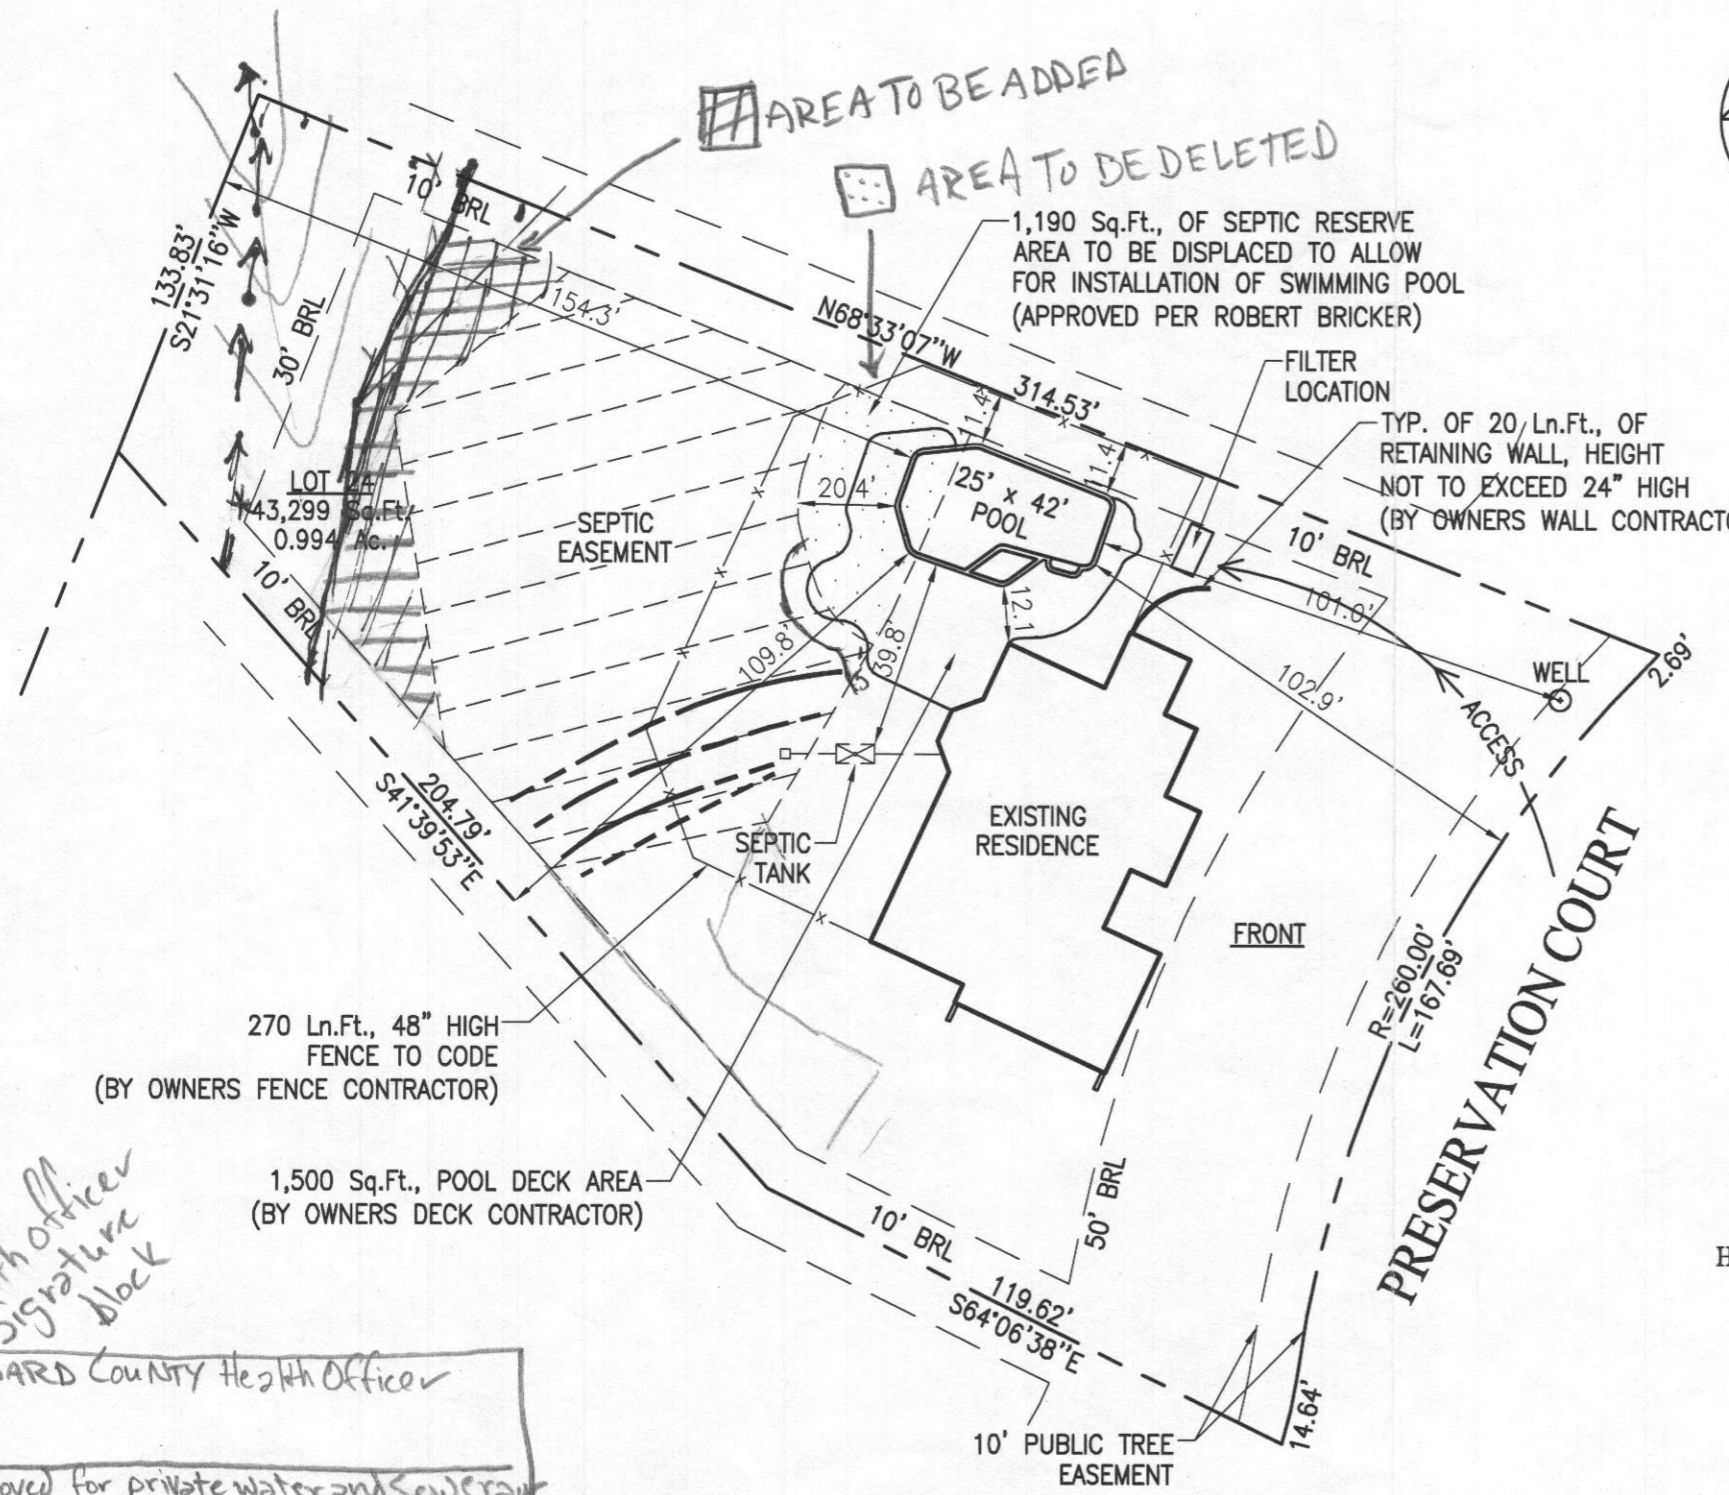 AREA TO BE ADDED
AREA TO BE DELETED
1,190 Sq.Ft., OF SEPTIC RESERVE
AREA TO BE DISPLACED TO ALLOW
FOR INSTALLATION OF SWIMMING POOL
(APPROVED PER ROBERT BRICKER)
10'
BRL
133.83'
S21°31'16"W
30' BRL
154.3'
N68°33'07"W
314.53'
FILTER
LOCATION
TYP. OF 20 Ln.Ft., OF
RETAINING WALL, HEIGHT
NOT TO EXCEED 24" HIGH
(BY OWNERS WALL
11.4'
11.4'
LOT 24
43,299 Sq.Ft.
0.994 Ac.
SEPTIC
EASEMENT
20.4'
25' x 42'
POOL
10' BRL
10' BRL
101.0'
12.1
109.8'
39.8'
102.9'
WELL
2.69'
ACCESS
204.79'
S41°39'53"E
SEPTIC
TANK
EXISTING
RESIDENCE
FRONT
R=260.00'
L=167.69'
PRESERVATION COURT
270 Ln.Ft., 48" HIGH
FENCE TO CODE
(BY OWNERS FENCE CONTRACTOR)
1,500 Sq.Ft., POOL DECK AREA
(BY OWNERS DECK CONTRACTOR)
10' BRL
50' BRL
119.62'
S64°06'38"E
14.64'
10' PUBLIC TREE
EASEMENT
officer
signature
block
County Health Officer
for private water and
H